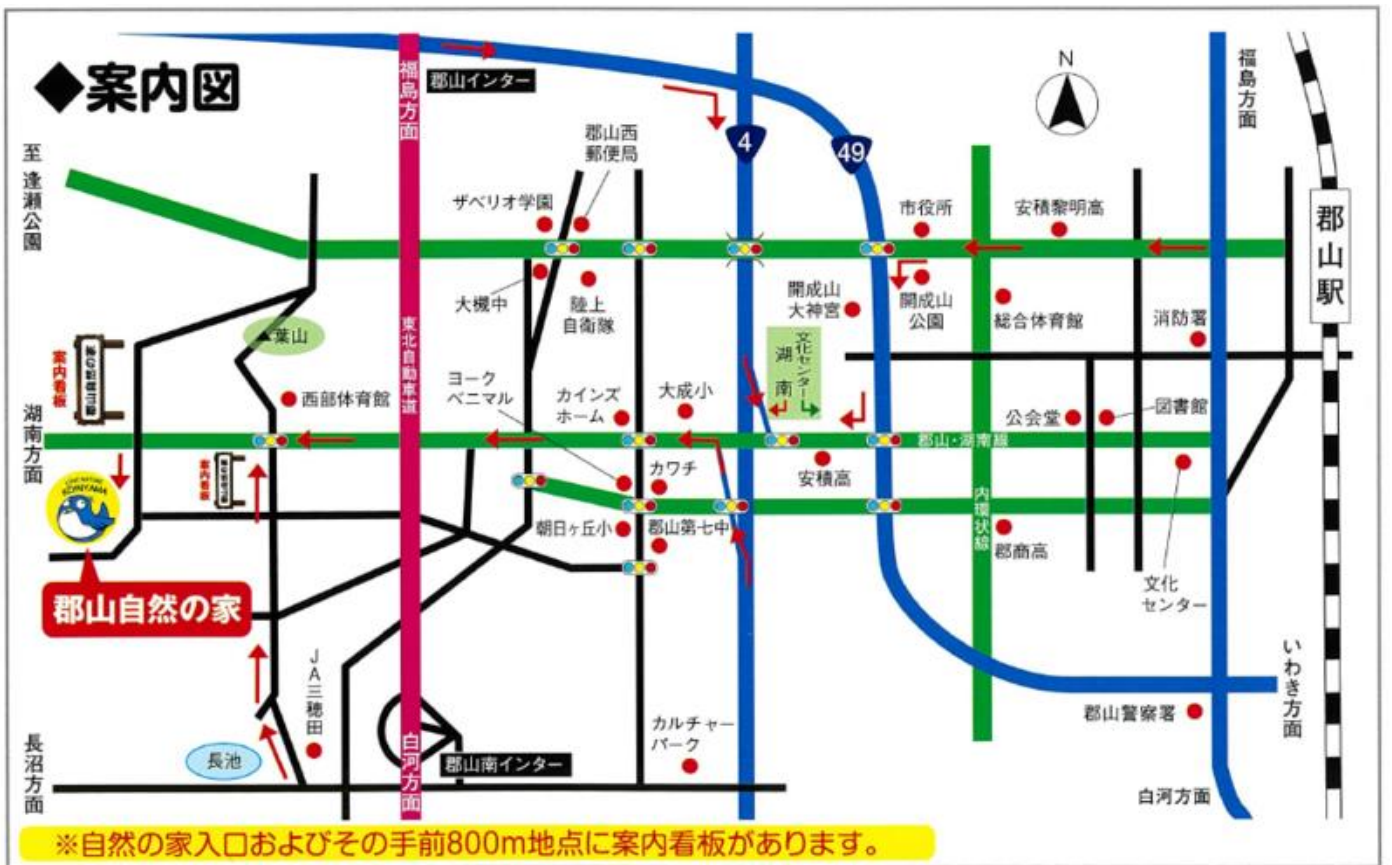 ◆案内図
福島方面
郡山インター
N
福島方面
至 逢瀬公園
郡山西
郵便局
4
49
ザベリオ学園
市役所
安積黎明高
郡山駅
大槻中
陸上
自衛隊
開成山
大神宮
開成山
公園
総合体育館
消防署
葉山
東北自動車道
文化センター
湖南
案内看板
郡山自然の家
ヨーク
ベニマル
カインズ
ホーム
大成小
西部体育館
公会堂
図書館
湖南方面
郡山・湖南線
案内看板
カワチ
安積高
KORIYAMA
朝日ヶ丘小
郡山第七中
内環状線
郡商高
郡山自然の家
文化
センター
JA三穂田
いわき方面
カルチャー
パーク
郡山警察署
長沼方面
長池
白河方面
郡山南インター
白河方面
※自然の家入口およびその手前800m地点に案内看板があります。